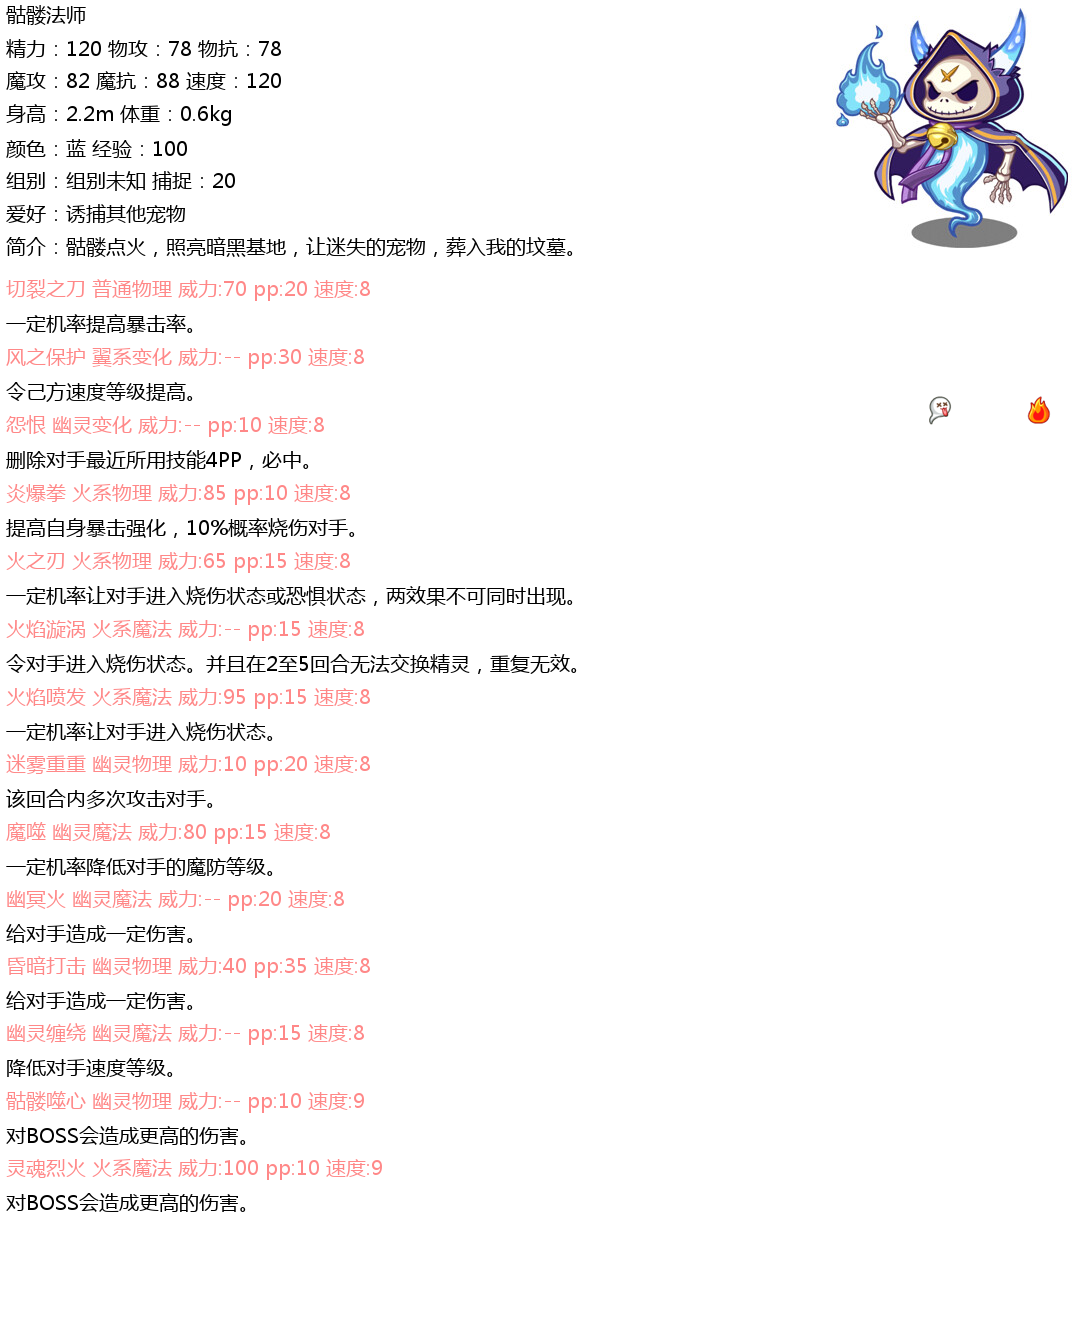 骷髅法师
精力：120 物攻：78 物抗：78
魔攻：82 魔抗：88 速度：120
身高：2.2m 体重：0.6kg
颜色：蓝 经验：100
组别：组别未知 捕捉：20
爱好：诱捕其他宠物
简介：骷髅点火，照亮暗黑基地，让迷失的宠物，葬入我的坟墓。
切裂之刀 普通物理 威力:70 pp:20 速度:8
一定机率提高暴击率。
风之保护 翼系变化 威力:-- pp:30 速度:8
令己方速度等级提高。
怨恨 幽灵变化 威力:-- pp:10 速度:8
删除对手最近所用技能4PP，必中。
炎爆拳 火系物理 威力:85 pp:10 速度:8
提高自身暴击强化，10%概率烧伤对手。
火之刃 火系物理 威力:65 pp:15 速度:8
一定机率让对手进入烧伤状态或恐惧状态，两效果不可同时出现。
火焰漩涡 火系魔法 威力:-- pp:15 速度:8
令对手进入烧伤状态。并且在2至5回合无法交换精灵，重复无效。
火焰喷发 火系魔法 威力:95 pp:15 速度:8
一定机率让对手进入烧伤状态。
迷雾重重 幽灵物理 威力:10 pp:20 速度:8
该回合内多次攻击对手。
魔噬 幽灵魔法 威力:80 pp:15 速度:8
一定机率降低对手的魔防等级。
幽冥火 幽灵魔法 威力:-- pp:20 速度:8
给对手造成一定伤害。
昏暗打击 幽灵物理 威力:40 pp:35 速度:8
给对手造成一定伤害。
幽灵缠绕 幽灵魔法 威力:-- pp:15 速度:8
降低对手速度等级。
骷髅噬心 幽灵物理 威力:-- pp:10 速度:9
对BOSS会造成更高的伤害。
灵魂烈火 火系魔法 威力:100 pp:10 速度:9
对BOSS会造成更高的伤害。